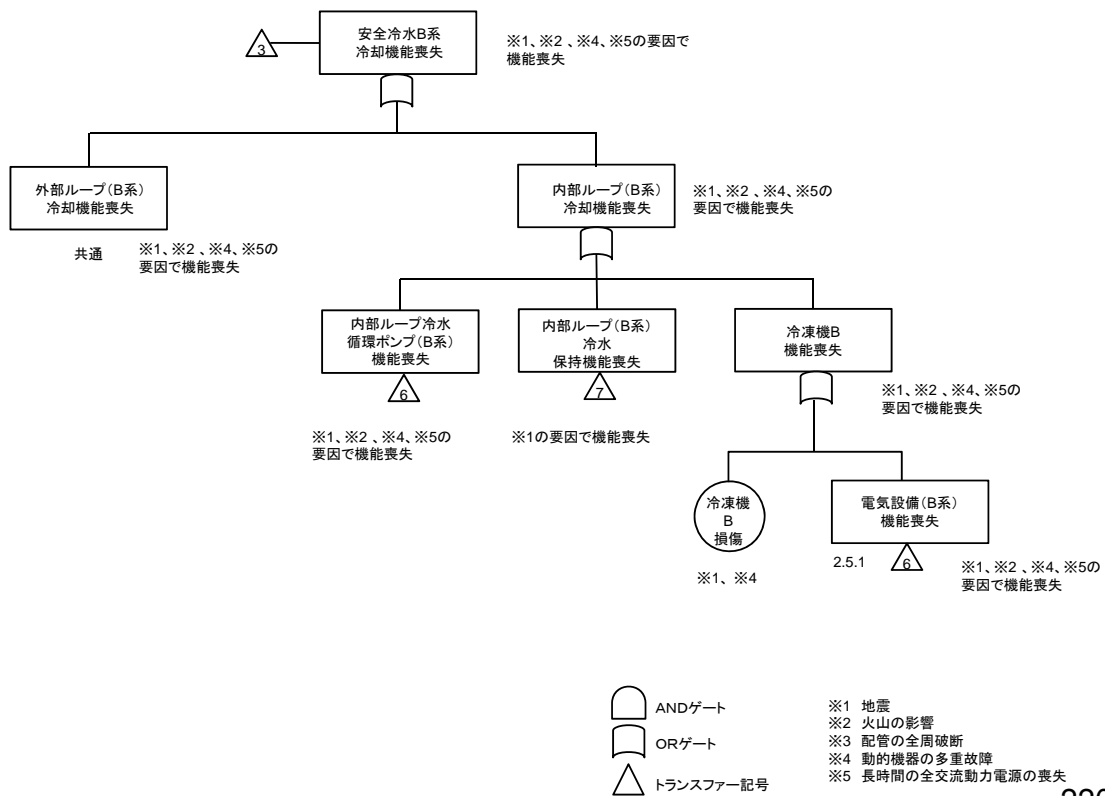 安全冷水B系
冷却機能喪失
3
※1、※2 、※4、※5の要因で
機能喪失
外部ループ(B系)
冷却機能喪失
共通
※1、※2 、※4、※5の
要因で機能喪失
内部ループ(B系)
冷却機能喪失
※1、※2 、※4、※5の
要因で機能喪失
内部ループ冷水
循環ポンプ(B系)
機能喪失
6
※1、※2 、※4、※5の
要因で機能喪失
内部ループ(B系)
冷水
保持機能喪失
7
※1の要因で機能喪失
冷凍機B
機能喪失
※1、※2 、※4、※5の
要因で機能喪失
冷凍機
B
損傷
※1、 ※4
電気設備(B系)
機能喪失
2.5.1
6
※1、※2 、※4、※5の
要因で機能喪失
ANDゲート
ORゲート
トランスファー記号
※1 地震
※2 火山の影響
※3 配管の全周破断
※4 動的機器の多重故障
※5 長時間の全交流動力電源の喪失